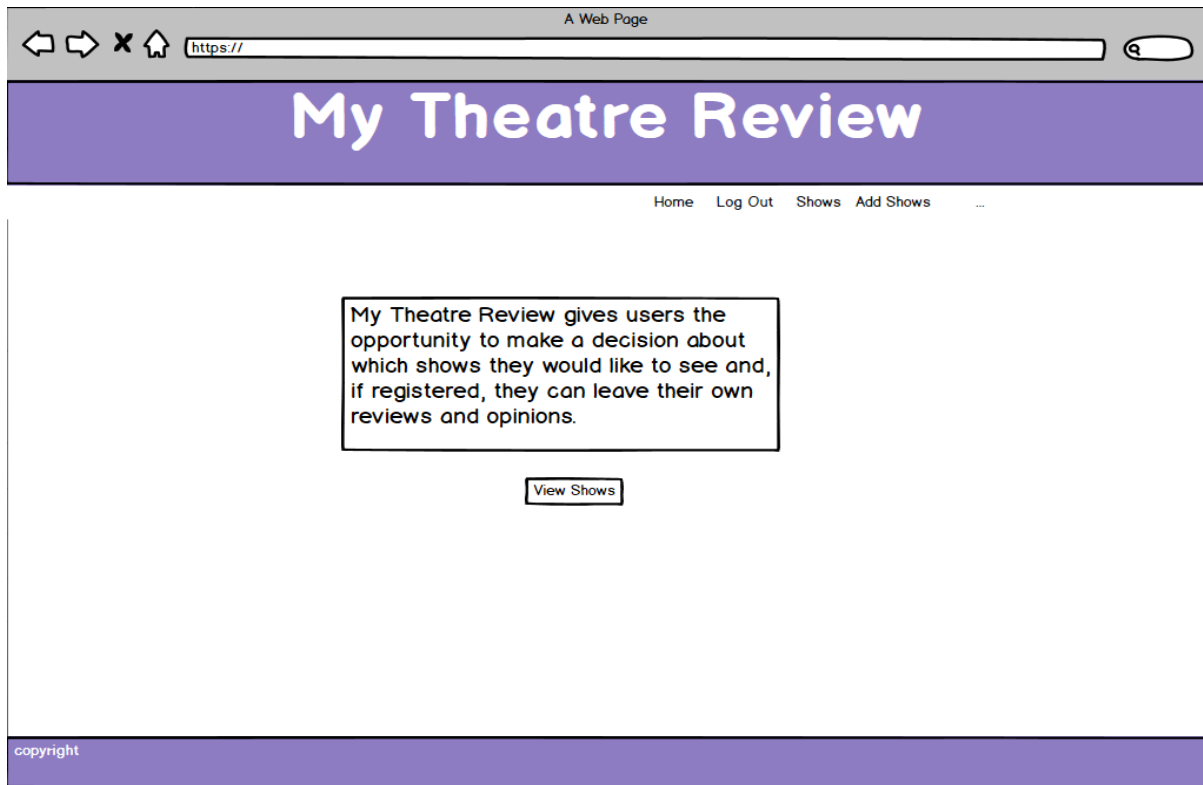 A Web Page
https://
My Theatre Review
Home Log Out Shows Add Shows ...
My Theatre Review gives users the
opportunity to make a decision about
which shows they would like to see and,
if registered, they can leave their own
reviews and opinions.
View Shows
copyright